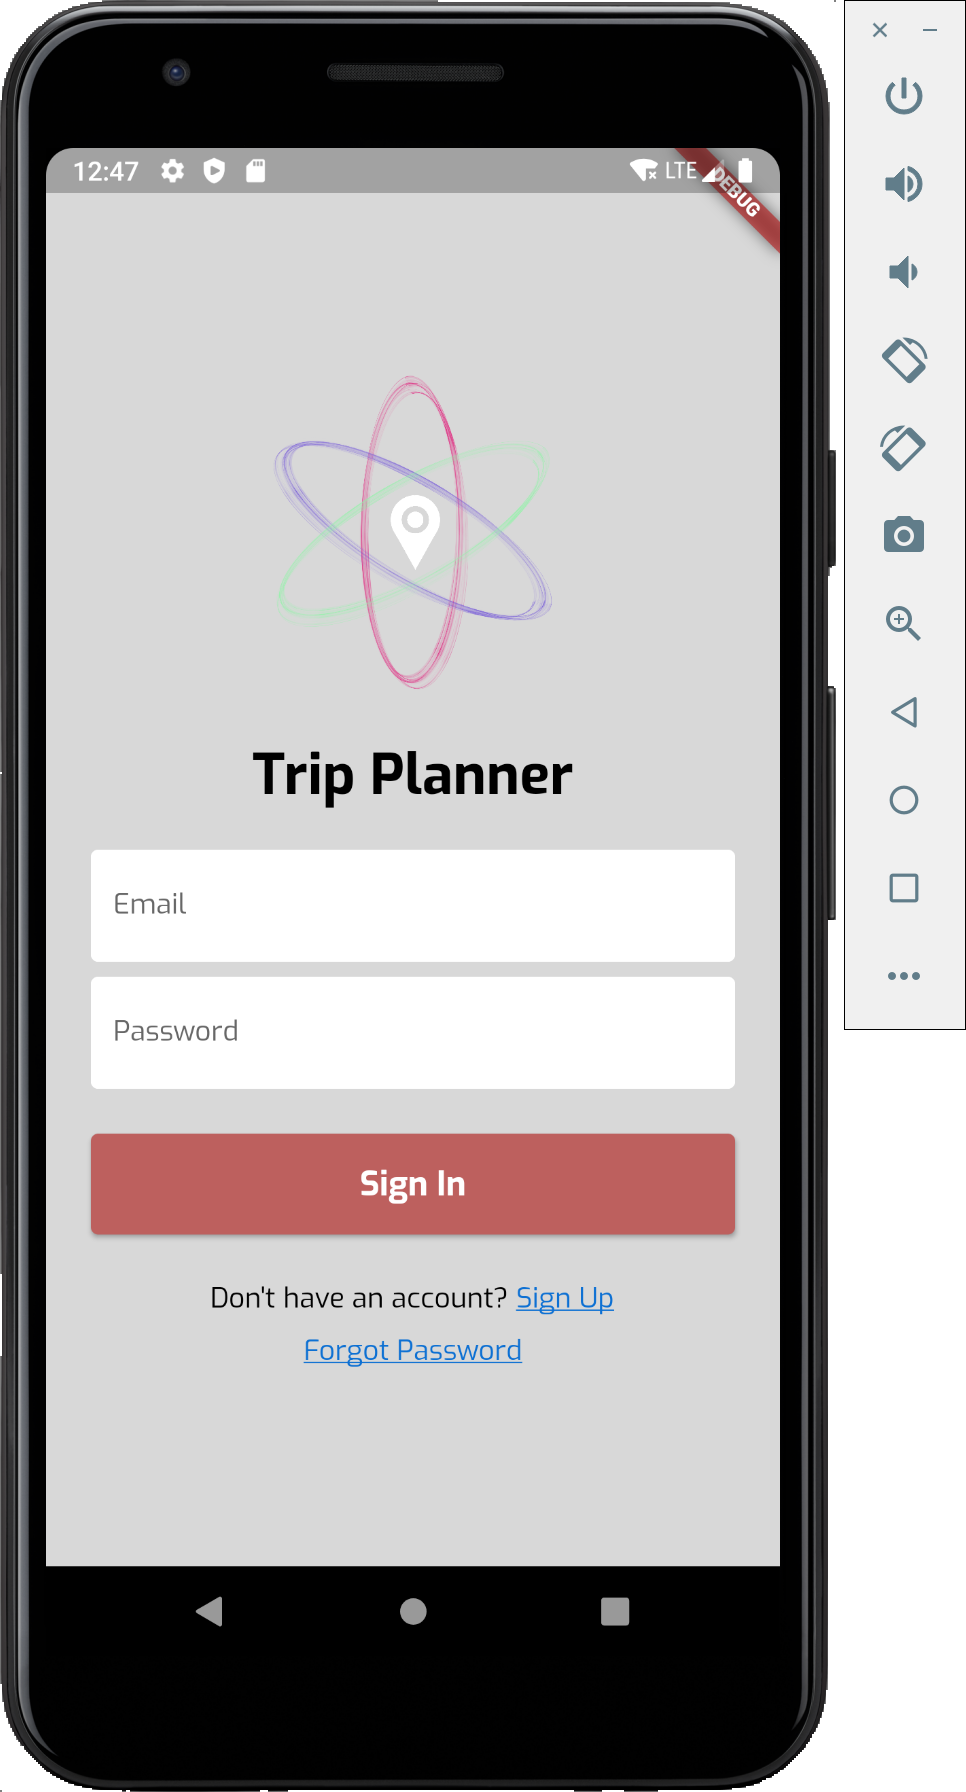 12:47 LTE
DEBUG
Trip Planner
Email
Password
Sign In
Don't have an account? Sign Up
Forgot Password